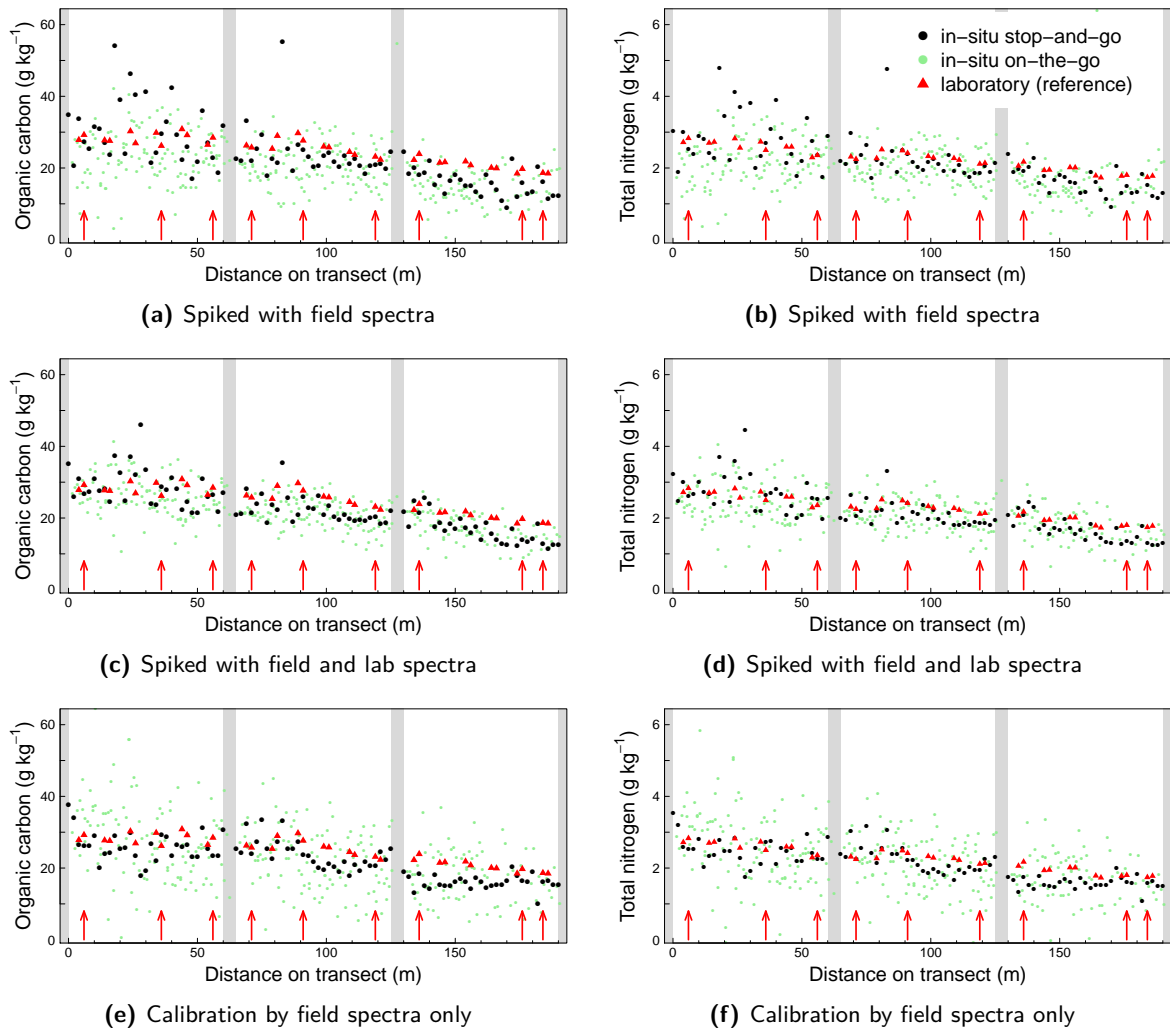 Organic carbon (g kg⁻¹)
60
40
20
0
0
50
100
150
Distance on transect (m)
(a) Spiked with field spectra
Total nitrogen (g kg⁻¹)
6
4
2
0
in−situ stop−and−go
in−situ on−the−go
laboratory (reference)
0
50
100
150
Distance on transect (m)
(b) Spiked with field spectra
Organic carbon (g kg⁻¹)
60
40
20
0
0
50
100
150
Distance on transect (m)
(c) Spiked with field and lab spectra
Total nitrogen (g kg⁻¹)
6
4
2
0
0
50
100
150
Distance on transect (m)
(d) Spiked with field and lab spectra
Organic carbon (g kg⁻¹)
60
40
20
0
0
50
100
150
Distance on transect (m)
(e) Calibration by field spectra only
Total nitrogen (g kg⁻¹)
6
4
2
0
0
50
100
150
Distance on transect (m)
(f) Calibration by field spectra only